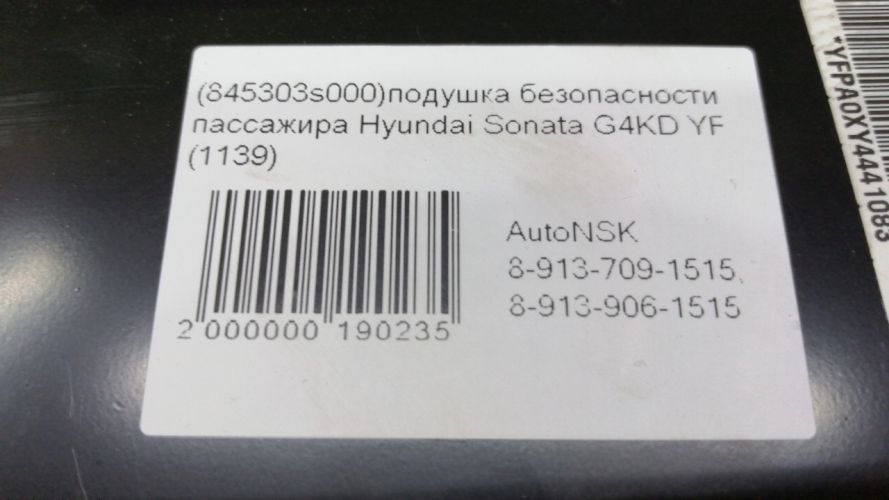 (845303s000)подушка безопасности
пассажира Hyundai Sonata G4KD YF
(1139)
AutoNSK
8-913-709-1515,
8-913-906-1515
2 000000 190235
*YFPA0XY4441083